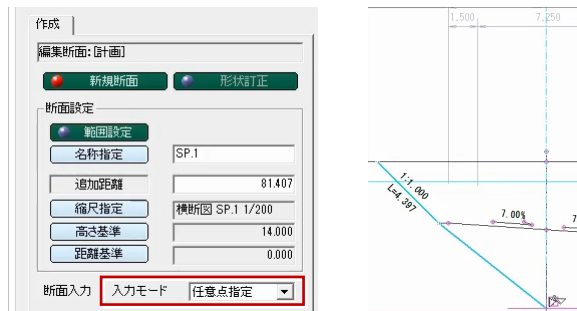 作成
編集断面:[計画]
新規断面 形状訂正
断面設定
範囲設定
名称指定 SP.1
追加距離 81.407
縮尺指定 横断図 SP.1 1/200
高さ基準 14.000
距離基準 0.000
断面入力 入力モード 任意点指定
1.500 7.250
1:1.000
L=4.397
7.00%
7